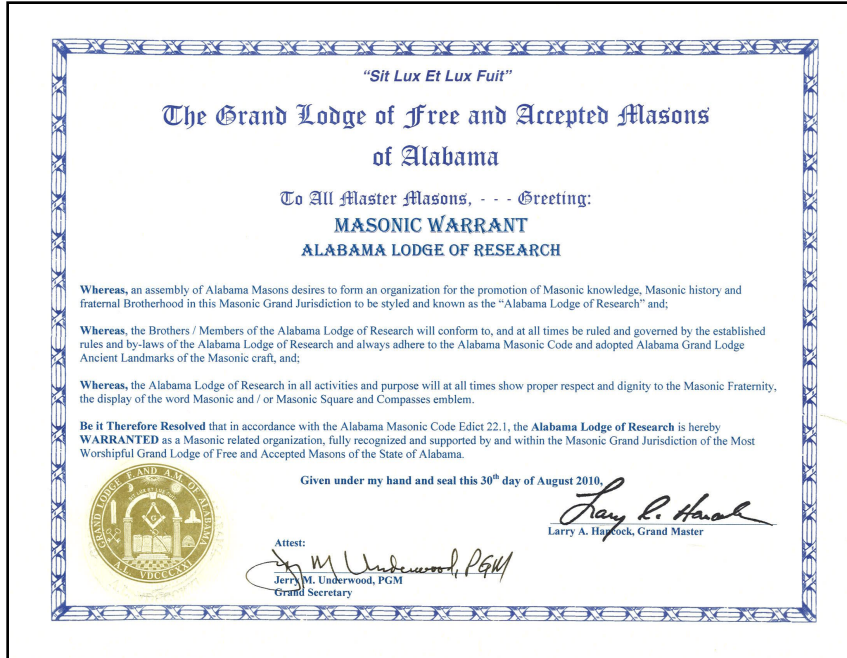 "Sit Lux Et Lux Fuit"
The Grand Lodge of Free and Accepted Masons
of Alabama
To All Master Masons, - - - Greeting:
MASONIC WARRANT
ALABAMA LODGE OF RESEARCH
Whereas, an assembly of Alabama Masons desires to form an organization for the promotion of Masonic knowledge, Masonic history and
fraternal Brotherhood in this Masonic Grand Jurisdiction to be styled and known as the "Alabama Lodge of Research" and;
Whereas, the Brothers / Members of the Alabama Lodge of Research will conform to, and at all times be ruled and governed by the established
rules and by-laws of the Alabama Lodge of Research and always adhere to the Alabama Masonic Code and adopted Alabama Grand Lodge
Ancient Landmarks of the Masonic craft, and;
Whereas, the Alabama Lodge of Research in all activities and purpose will at all times show proper respect and dignity to the Masonic Fraternity,
the display of the word Masonic and / or Masonic Square and Compasses emblem.
Be it Therefore Resolved that in accordance with the Alabama Masonic Code Edict 22.1, the Alabama Lodge of Research is hereby
WARRANTED as a Masonic related organization, fully recognized and supported by and within the Masonic Grand Jurisdiction of the Most
Worshipful Grand Lodge of Free and Accepted Masons of the State of Alabama.
Given under my hand and seal this 30th day of August 2010,
Larry A. Hancock, Grand Master
Attest:
Jerry M. Underwood, PGM
Jerry M. Underwood, PGM
Grand Secretary
GRAND LODGE F. AND A.M. OF ALABAMA
A.L. VDCCCXXI
G